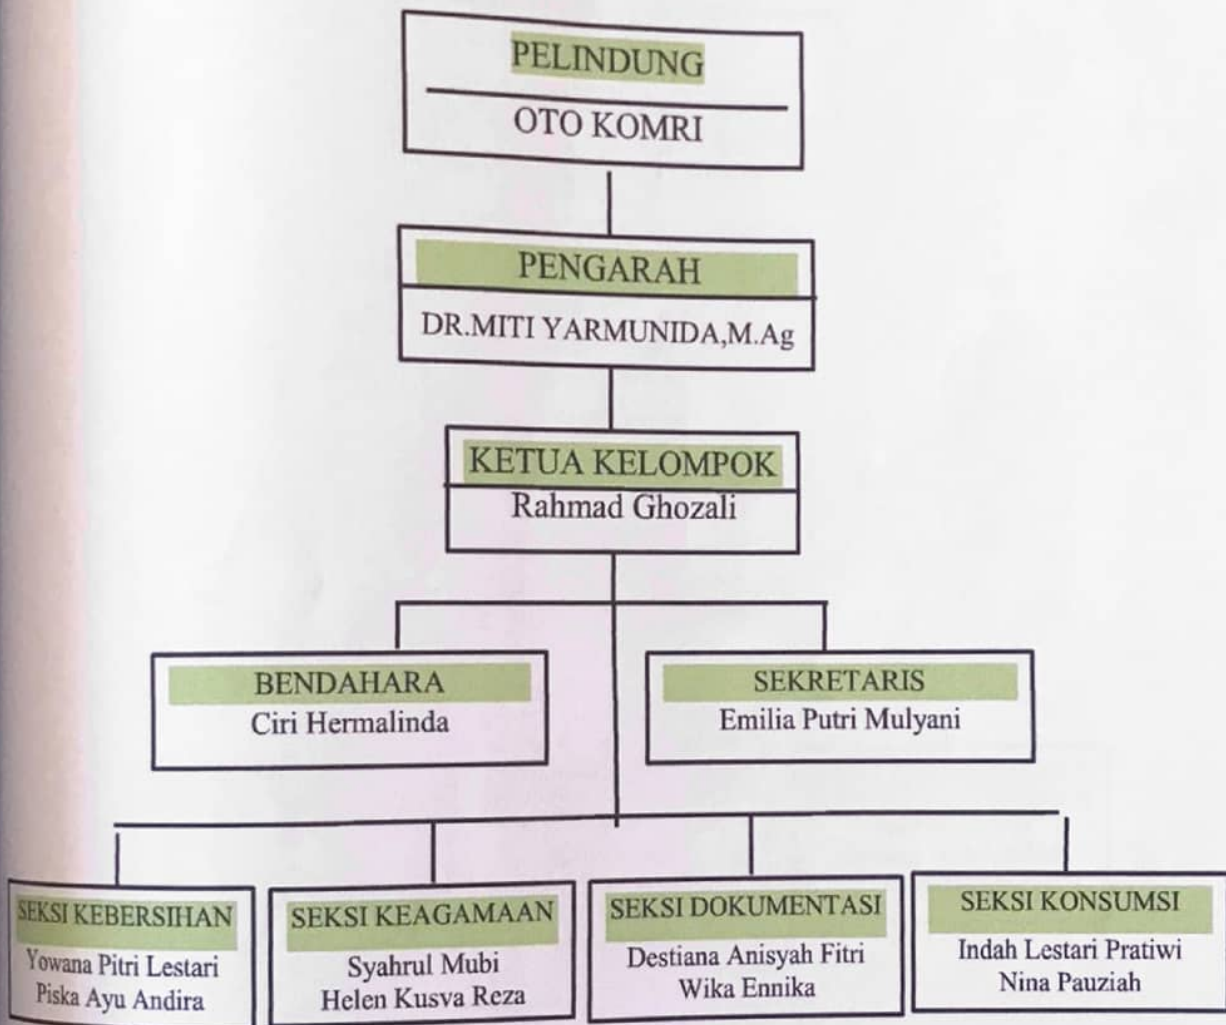 PELINDUNG
OTO KOMRI
PENGARAH
DR.MITI YARMUNIDA,M.Ag
KETUA KELOMPOK
Rahmad Ghozali
BENDAHARA
Ciri Hermalinda
SEKRETARIS
Emilia Putri Mulyani
SEKSI KEBERSIHAN
Yowana Pitri Lestari
Piska Ayu Andira
SEKSI KEAGAMAAN
Syahrul Mubi
Helen Kusva Reza
SEKSI DOKUMENTASI
Destiana Anisyah Fitri
Wika Ennika
SEKSI KONSUMSI
Indah Lestari Pratiwi
Nina Pauziah